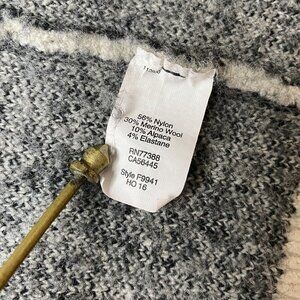 56% Nylon
30% Merino Wool
10% Alpaca
4% Elastane
RN77388
CA56445
Style F9941
HO 16